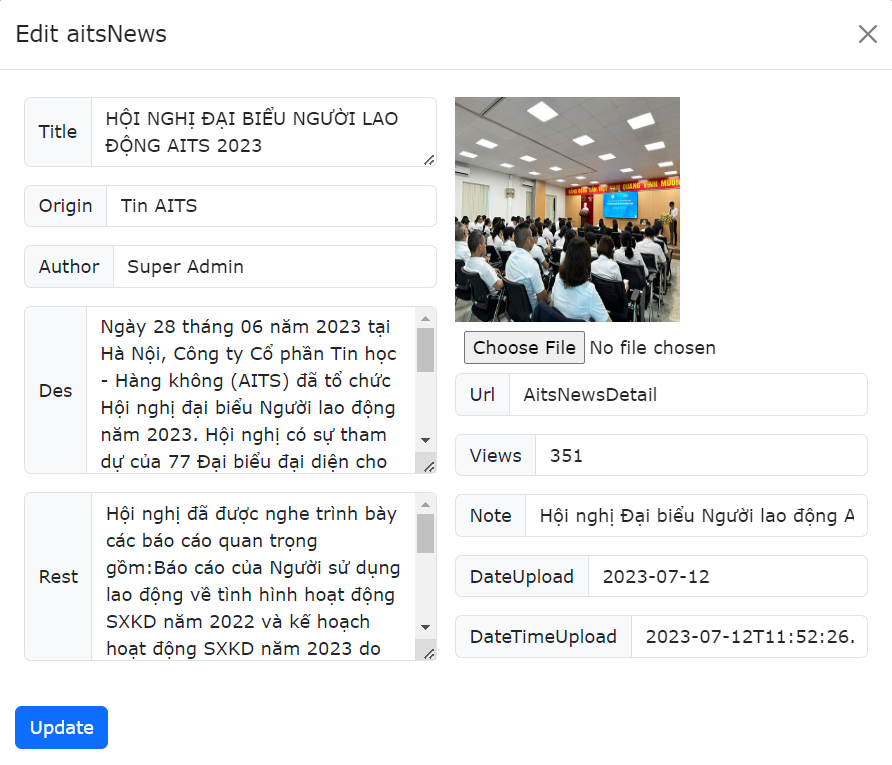 Edit aitsNews
Title
HỘI NGHỊ ĐẠI BIỂU NGƯỜI LAO
ĐỘNG AITS 2023
Origin
Tin AITS
Author
Super Admin
Des
Ngày 28 tháng 06 năm 2023 tại
Hà Nội, Công ty Cổ phần Tin học
- Hàng không (AITS) đã tổ chức
Hội nghị đại biểu Người lao động
năm 2023. Hội nghị có sự tham
dự của 77 Đại biểu đại diện cho
Rest
Hội nghị đã được nghe trình bày
các báo cáo quan trọng
gồm:Báo cáo của Người sử dụng
lao động về tình hình hoạt động
SXKD năm 2022 và kế hoạch
hoạt động SXKD năm 2023 do
QUANG VINH MUÔN
Choose File No file chosen
Url
AitsNewsDetail
Views
351
Note
Hội nghị Đại biểu Người lao động A
DateUpload
2023-07-12
DateTimeUpload
2023-07-12T11:52:26.
Update